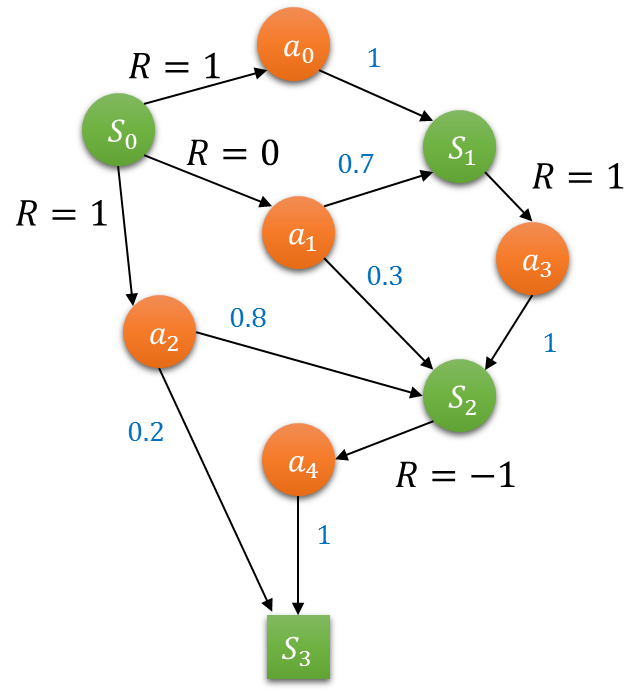 a₀
R = 1
1
S₀
R = 0
S₁
0.7
R = 1
R = 1
a₁
a₃
0.3
0.8
a₂
1
S₂
0.2
a₄
R = −1
1
S₃